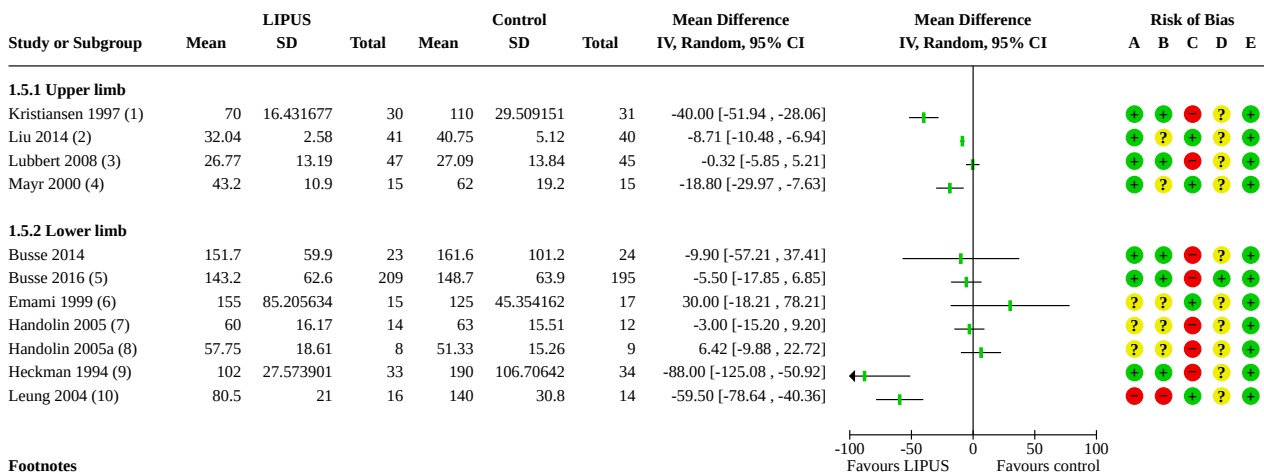 LIPUS Control Mean Difference Mean Difference Risk of Bias
Study or Subgroup Mean SD Total Mean SD Total IV, Random, 95% CI IV, Random, 95% CI A B C D E
1.5.1 Upper limb
Kristiansen 1997 (1) 70 16.431677 30 110 29.509151 31 -40.00 [-51.94 , -28.06] + + − ? +
Liu 2014 (2) 32.04 2.58 41 40.75 5.12 40 -8.71 [-10.48 , -6.94] + ? + ? +
Lubbert 2008 (3) 26.77 13.19 47 27.09 13.84 45 -0.32 [-5.85 , 5.21] + + − ? +
Mayr 2000 (4) 43.2 10.9 15 62 19.2 15 -18.80 [-29.97 , -7.63] + ? + ? +
1.5.2 Lower limb
Busse 2014 151.7 59.9 23 161.6 101.2 24 -9.90 [-57.21 , 37.41] + + − ? +
Busse 2016 (5) 143.2 62.6 209 148.7 63.9 195 -5.50 [-17.85 , 6.85] + + − + +
Emami 1999 (6) 155 85.205634 15 125 45.354162 17 30.00 [-18.21 , 78.21] ? ? + ? +
Handolin 2005 (7) 60 16.17 14 63 15.51 12 -3.00 [-15.20 , 9.20] ? ? − ? +
Handolin 2005a (8) 57.75 18.61 8 51.33 15.26 9 6.42 [-9.88 , 22.72] ? ? − ? +
Heckman 1994 (9) 102 27.573901 33 190 106.70642 34 -88.00 [-125.08 , -50.92] + + − ? +
Leung 2004 (10) 80.5 21 16 140 30.8 14 -59.50 [-78.64 , -40.36] − − + ? +
-100 -50 0 50 100
Footnotes Favours LIPUS Favours control